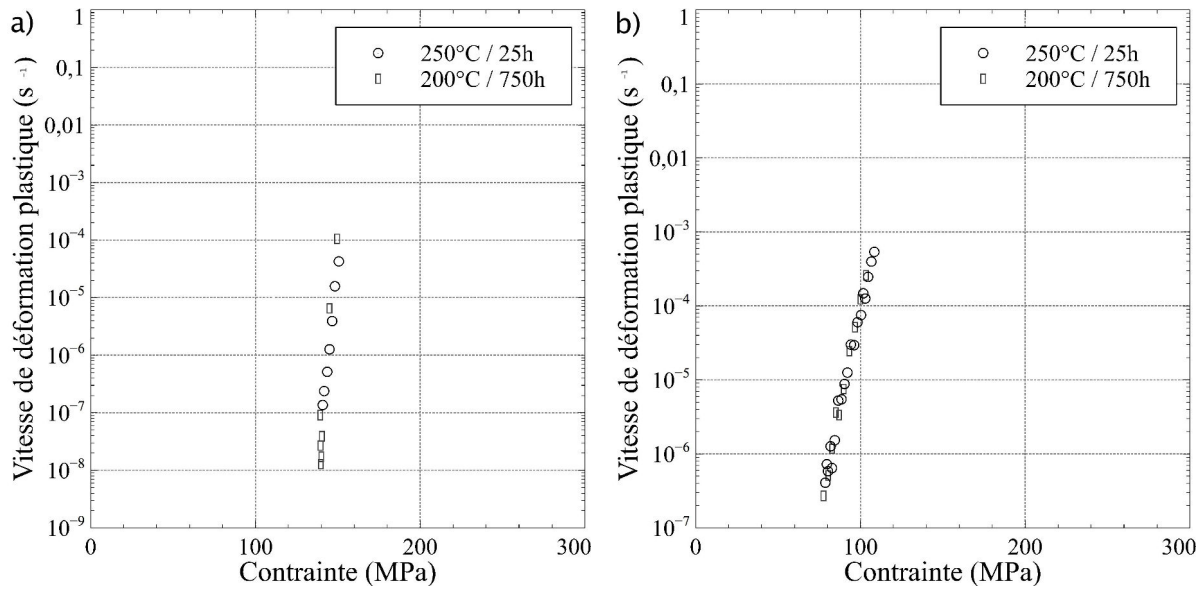 a)
250°C / 25h
200°C / 750h
Vitesse de déformation plastique (s⁻¹)
1
0,1
0,01
10⁻³
10⁻⁴
10⁻⁵
10⁻⁶
10⁻⁷
10⁻⁸
10⁻⁹
0
100
200
300
Contrainte (MPa)
b)
250°C / 25h
200°C / 750h
Vitesse de déformation plastique (s⁻¹)
1
0,1
0,01
10⁻³
10⁻⁴
10⁻⁵
10⁻⁶
10⁻⁷
0
100
200
300
Contrainte (MPa)